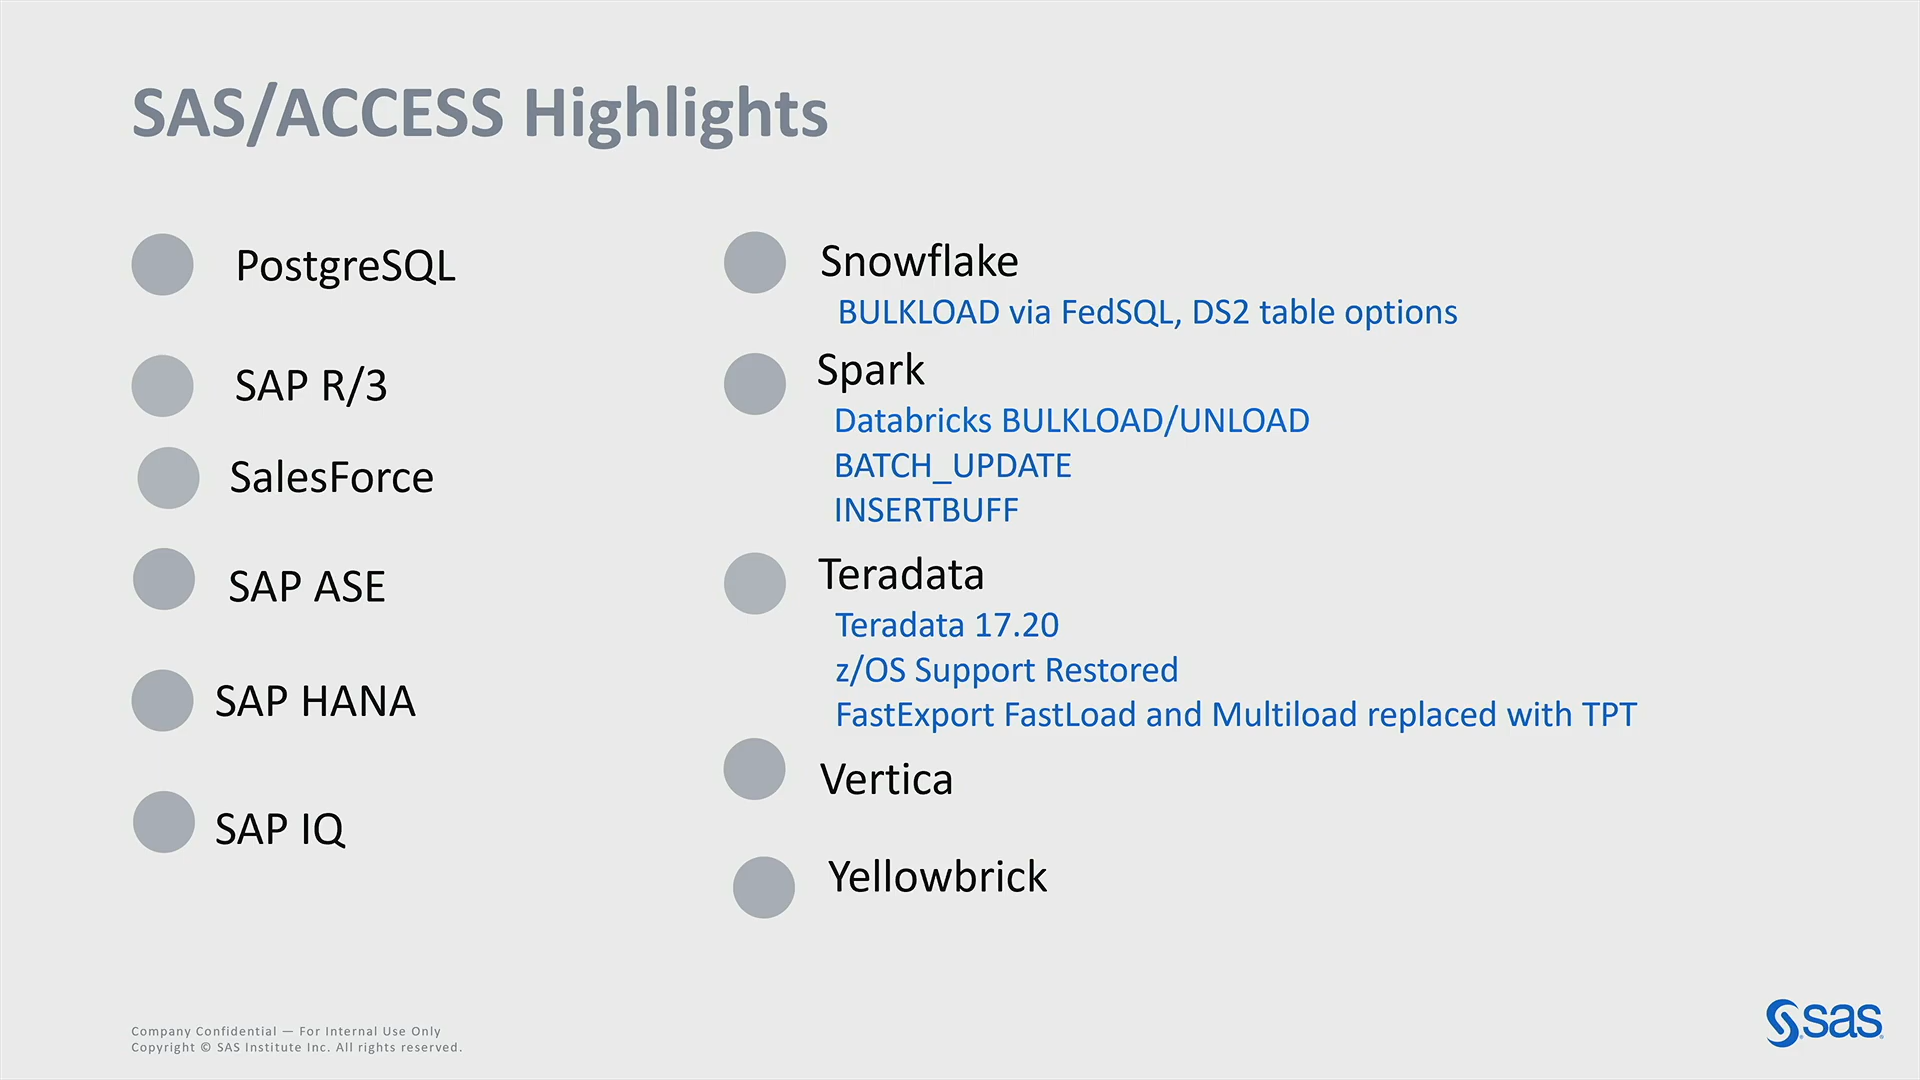 SAS/ACCESS Highlights
PostgreSQL
SAP R/3
SalesForce
SAP ASE
SAP HANA
SAP IQ
Snowflake
BULKLOAD via FedSQL, DS2 table options
Spark
Databricks BULKLOAD/UNLOAD
BATCH_UPDATE
INSERTBUFF
Teradata
Teradata 17.20
z/OS Support Restored
FastExport FastLoad and Multiload replaced with TPT
Vertica
Yellowbrick
Company Confidential — For Internal Use Only
Copyright © SAS Institute Inc. All rights reserved.
sas